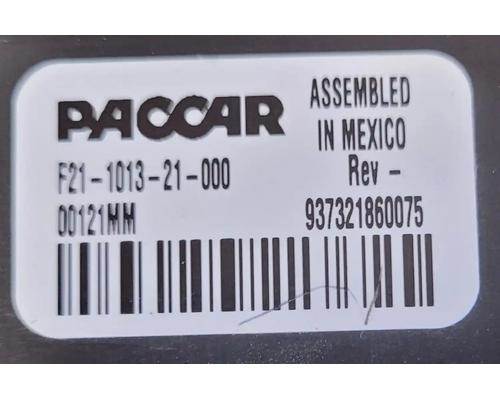 PACCAR
F21-1013-21-000
00121MM
ASSEMBLED
IN MEXICO
Rev -
937321860075